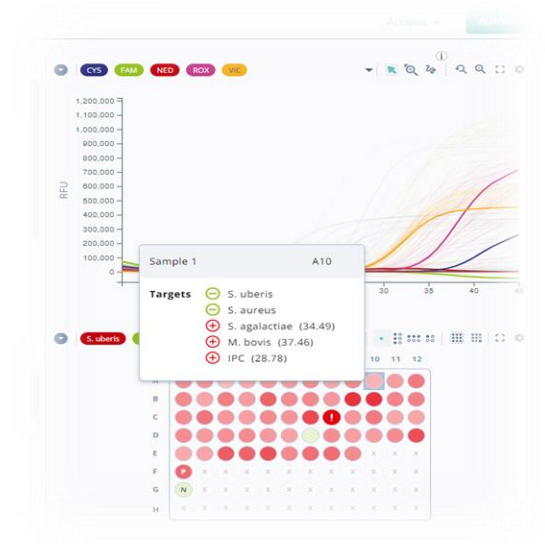 Actions
CY5 FAM NED ROX VIC
1,200,000
1,100,000
1,000,000
900,000
800,000
700,000
600,000
500,000
400,000
300,000
200,000
100,000
0
RFU
30 35 40 45
Sample 1 A10
Targets S. uberis
S. aureus
S. agalactiae (34.49)
M. bovis (37.46)
IPC (28.78)
S. uberis
10 11 12
A
B
C !
D
E x x x
F P x x x x x x x x x x x
G N x x x x x x x x x x x
H x x x x x x x x x x x x